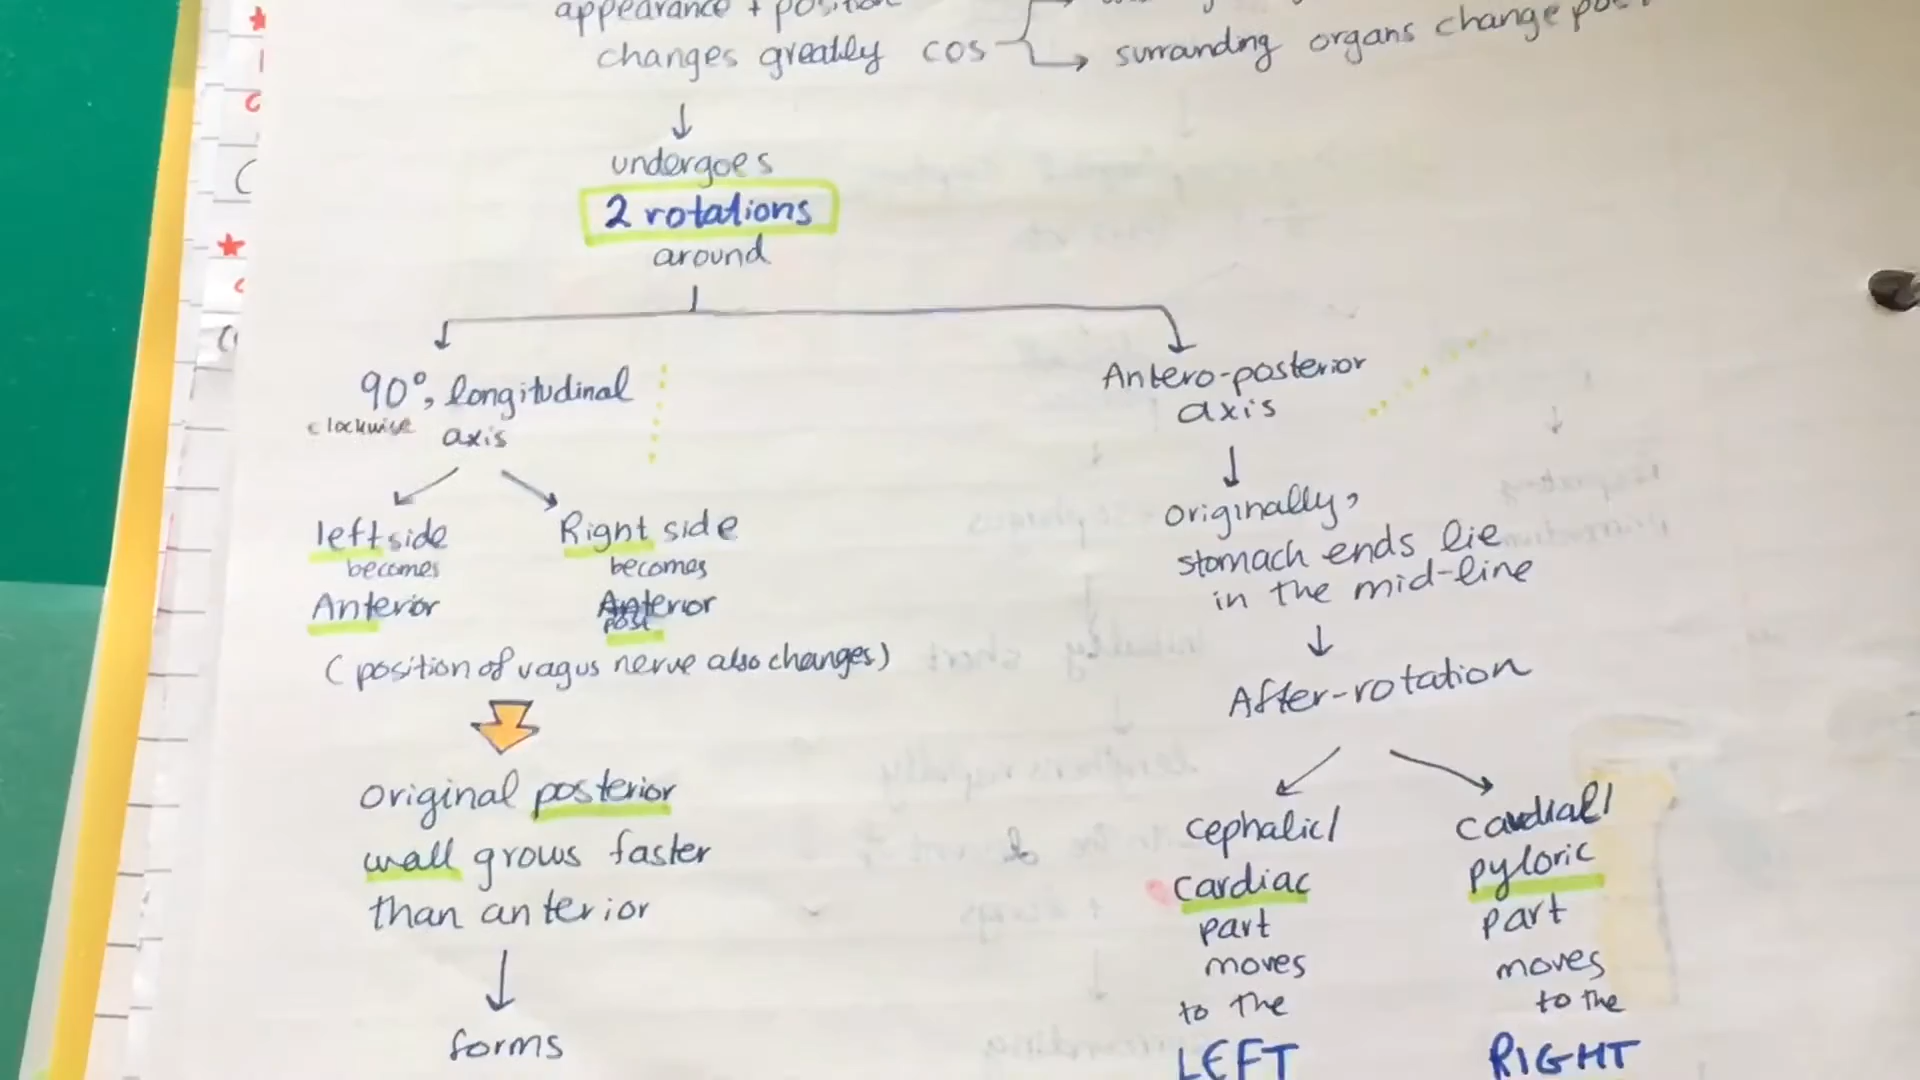 appearance + position
changes greatly cos
surranding organs change
↓
undergoes
2 rotations
around
90°, longitudinal
clockwise axis
left side
becomes
Anterior
Right side
becomes
Anterior
post
(position of vagus nerve also changes)
original posterior
wall grows faster
than anterior
↓
forms
Antero-posterior
axis
↓
originally,
stomach ends lie
in the mid-line
↓
After-rotation
cephalic/
cardiac
part
moves
to the
LEFT
caudal/
pyloric
part
moves
to the
RIGHT